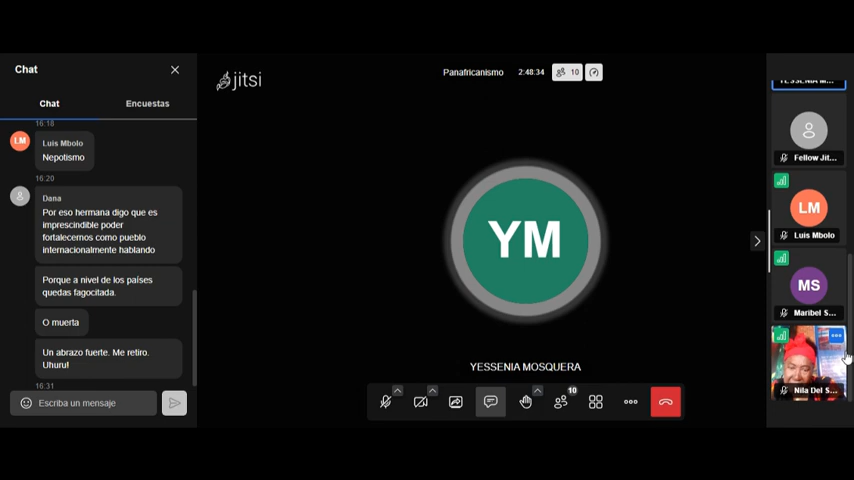 Chat
jitsi
Panafricanismo 2:48:34 10
Chat Encuestas
16:18
LM
Luis Mbolo
Nepotismo
16:20
Dana
Por eso hermana digo que es
imprescindible poder
fortalecernos como pueblo
internacionalmente hablando
Porque a nivel de los países
quedas fagocitada.
O muerta
Un abrazo fuerte. Me retiro.
Uhuru!
16:31
Escriba un mensaje
YM
YESSENIA MOSQUERA
10
YESSENIA M...
Fellow Jit...
LM
Luis Mbolo
MS
Maribel S...
Nila Del S...